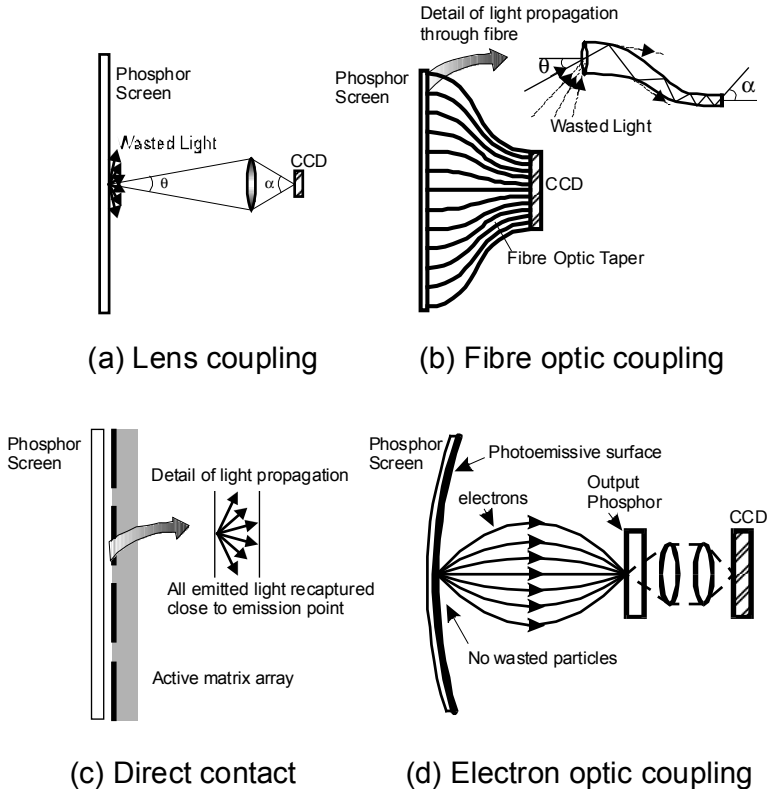 Phosphor
Screen
Wasted Light
CCD
θ
α
(a) Lens coupling
Detail of light propagation
through fibre
Phosphor
Screen
θ
α
Wasted Light
CCD
Fibre Optic Taper
(b) Fibre optic coupling
Phosphor
Screen
Detail of light propagation
All emitted light recaptured
close to emission point
Active matrix array
(c) Direct contact
Phosphor
Screen
Photoemissive surface
electrons
Output
Phosphor
CCD
No wasted particles
(d) Electron optic coupling